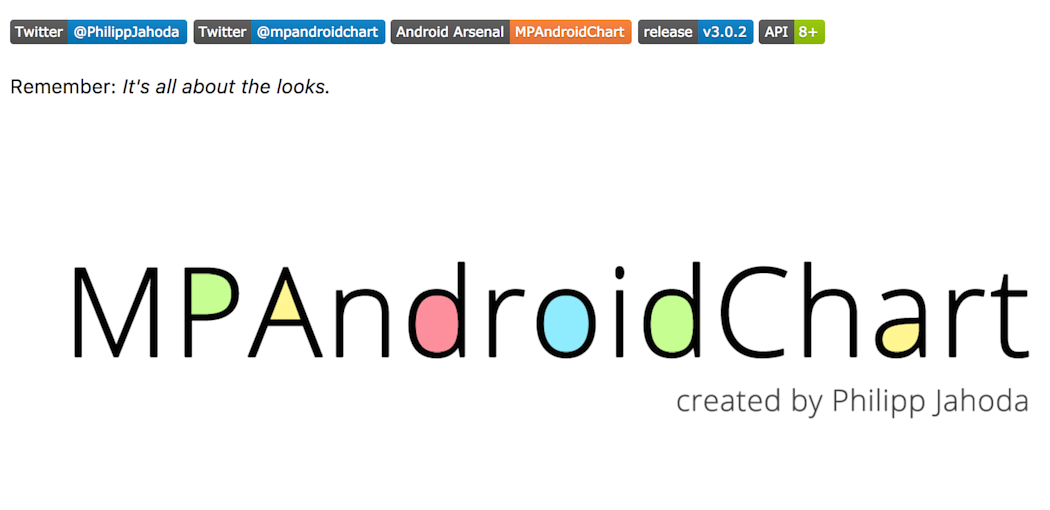 Twitter @PhilippJahoda Twitter @mpandroidchart Android Arsenal MPAndroidChart release v3.0.2 API 8+
Remember: It's all about the looks.
MPAndroidChart
created by Philipp Jahoda